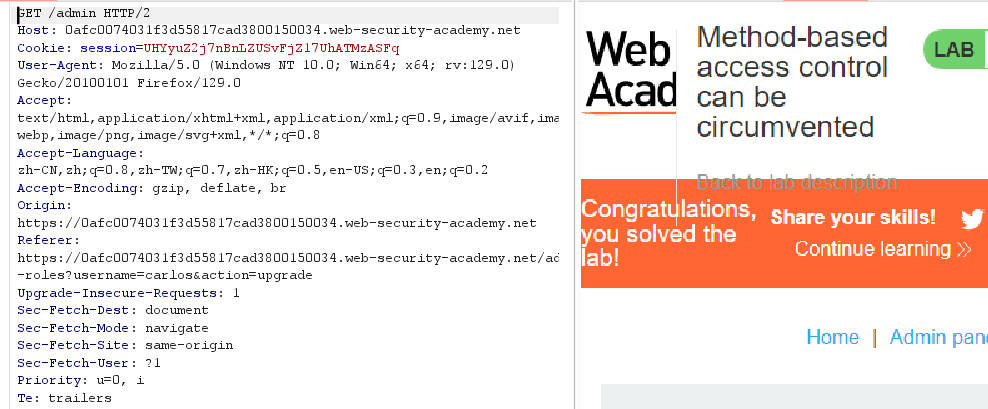 GET /admin HTTP/2
Host: 0afc0074031f3d55817cad3800150034.web-security-academy.net
Cookie: session=UHYyuZ2j7nBnLZUSvFjZ17UhATMzASFq
User-Agent: Mozilla/5.0 (Windows NT 10.0; Win64; x64; rv:129.0)
Gecko/20100101 Firefox/129.0
Accept:
text/html,application/xhtml+xml,application/xml;q=0.9,image/avif,ima
webp,image/png,image/svg+xml,*/*;q=0.8
Accept-Language:
zh-CN,zh;q=0.8,zh-TW;q=0.7,zh-HK;q=0.5,en-US;q=0.3,en;q=0.2
Accept-Encoding: gzip, deflate, br
Origin:
https://0afc0074031f3d55817cad3800150034.web-security-academy.net
Referer:
https://0afc0074031f3d55817cad3800150034.web-security-academy.net/ad
-roles?username=carlos&action=upgrade
Upgrade-Insecure-Requests: 1
Sec-Fetch-Dest: document
Sec-Fetch-Mode: navigate
Sec-Fetch-Site: same-origin
Sec-Fetch-User: ?1
Priority: u=0, i
Te: trailers
Web
Acad
Method-based
access control
can be
circumvented
LAB
Back to lab description
Congratulations,
you solved the
lab!
Share your skills!
Continue learning
Home | Admin pan